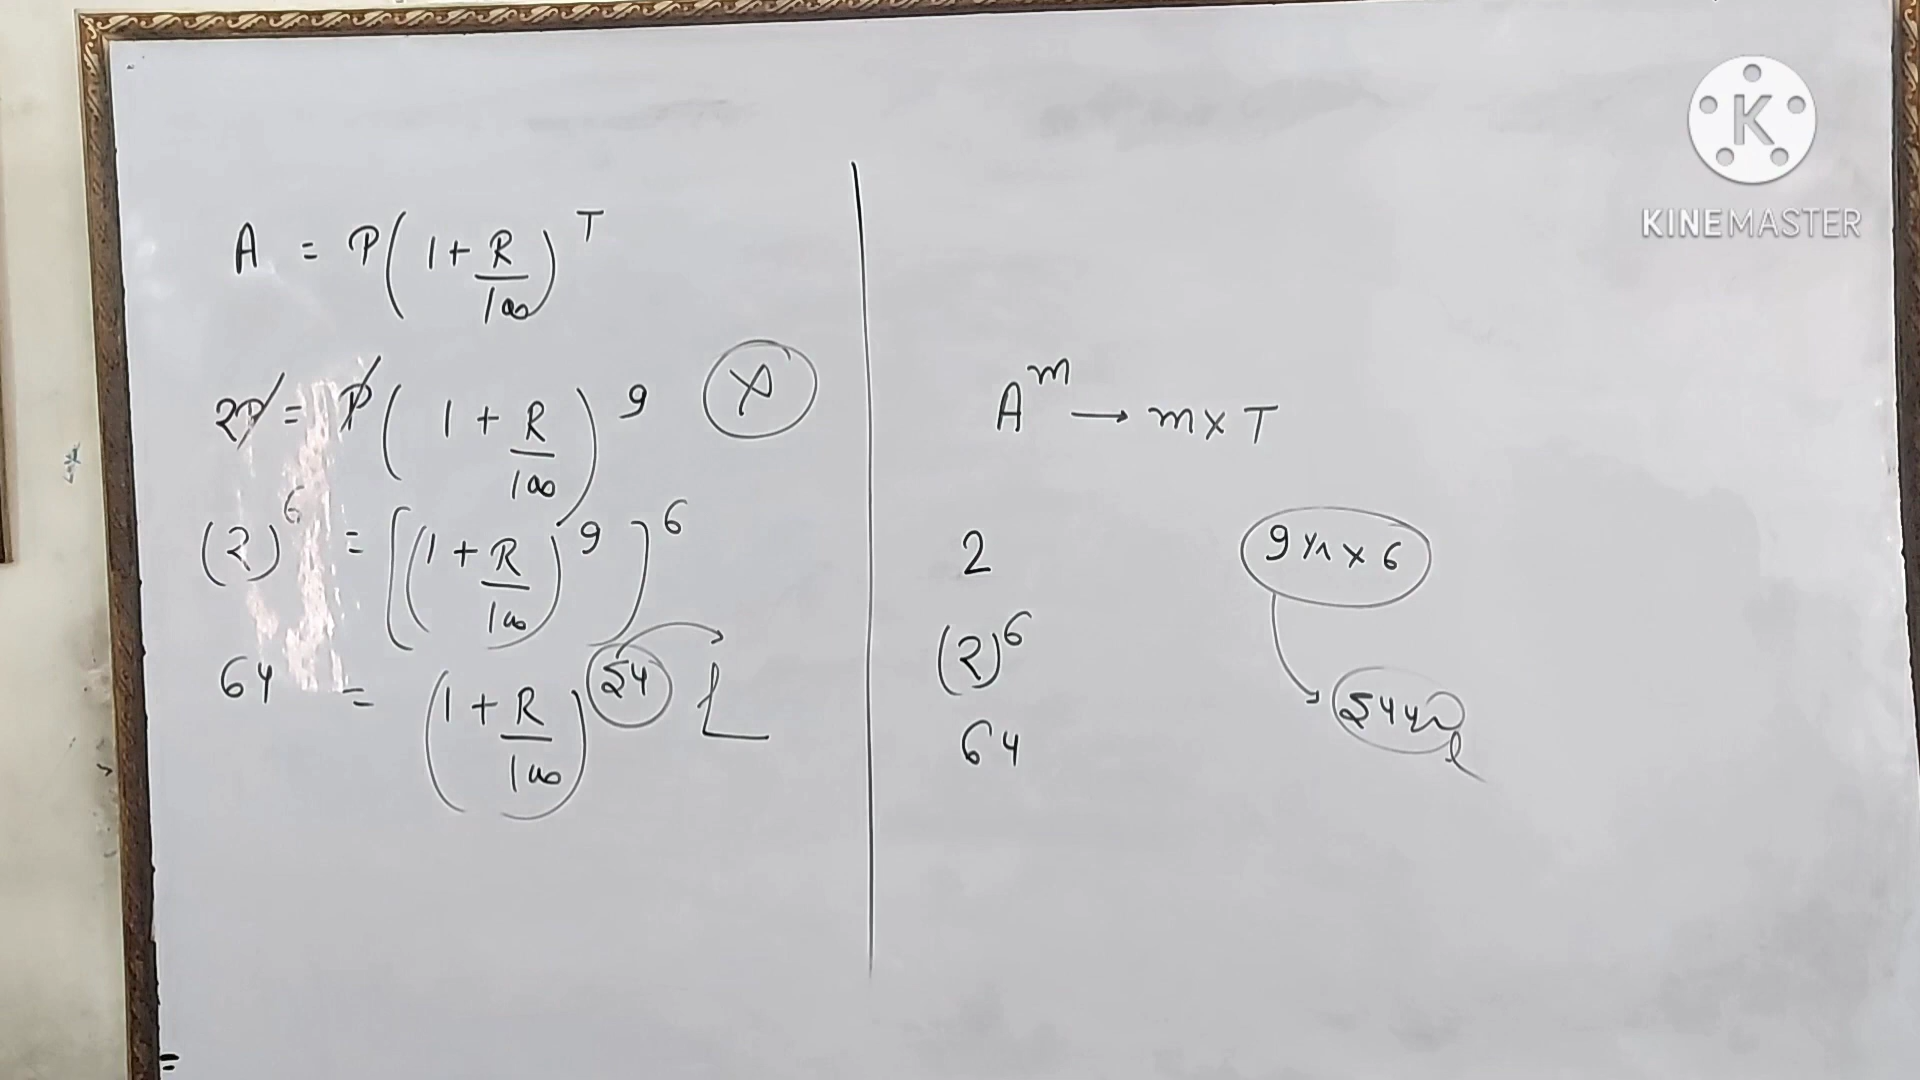 A = P(1+R/100)^T
2P = P(1+R/100)^9 X
(2)^6 = [(1+R/100)^9]^6
64 = (1+R/100)^54
A^m → m×T
2 9 yr × 6
(2)^6
54 yr
64
K
KINEMASTER